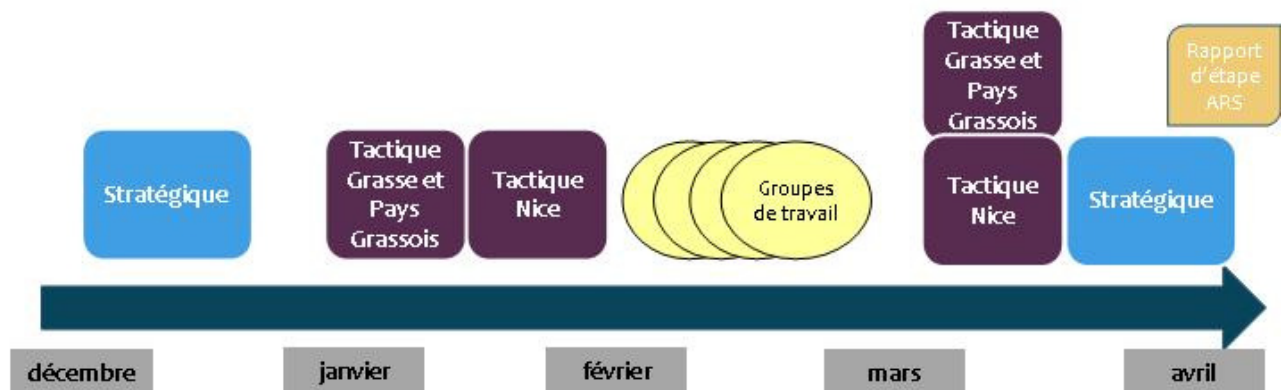 Stratégique
Tactique
Grasse et
Pays
Grassois
Tactique
Nice
Groupes
de travail
Tactique
Grasse et
Pays
Grassois
Tactique
Nice
Stratégique
Rapport
d'étape
ARS
décembre
janvier
février
mars
avril